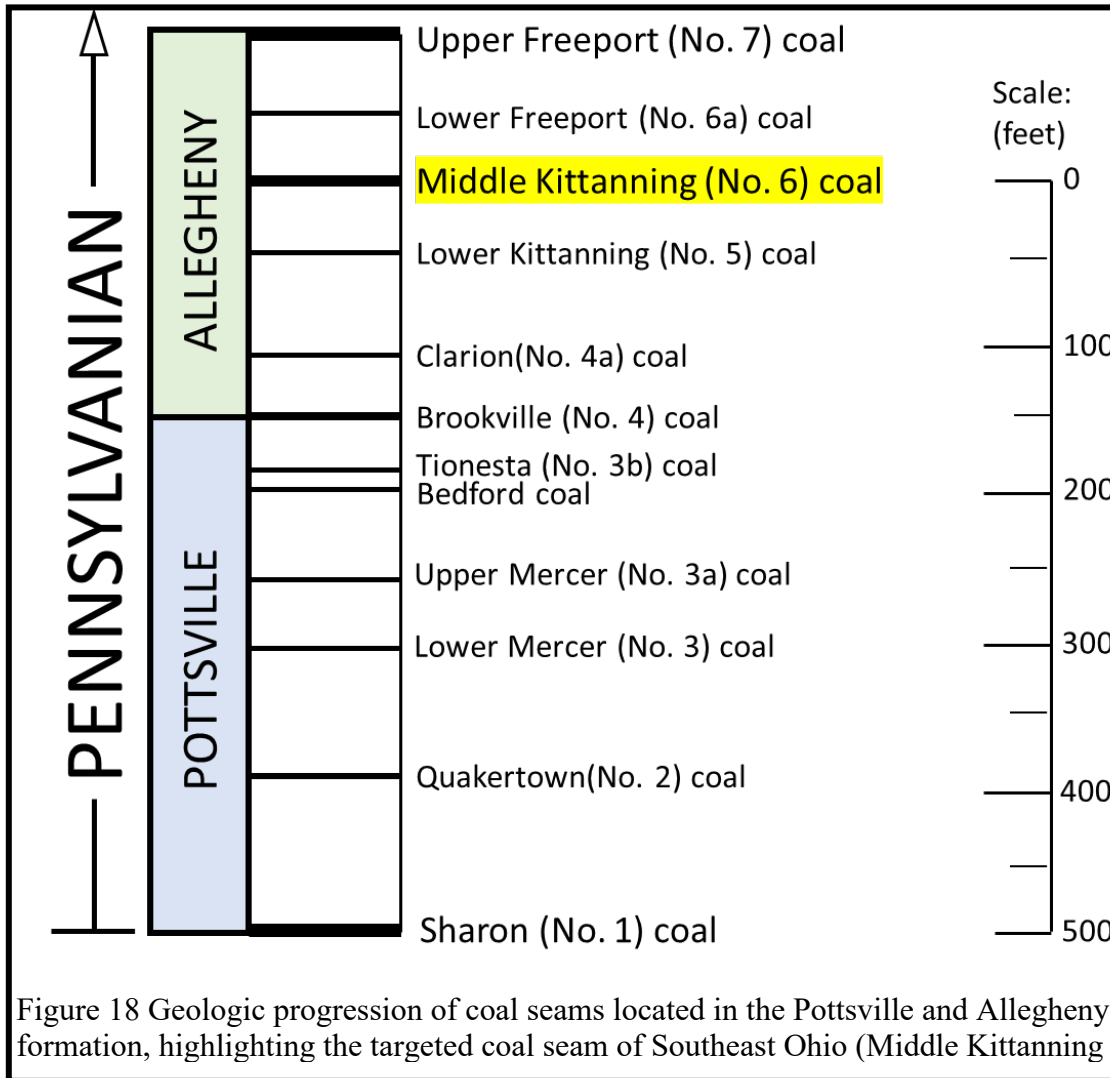 PENNSYLVANIAN
ALLEGHENY
POTTSVILLE
Upper Freeport (No. 7) coal
Lower Freeport (No. 6a) coal
Middle Kittanning (No. 6) coal
Lower Kittanning (No. 5) coal
Clarion(No. 4a) coal
Brookville (No. 4) coal
Tionesta (No. 3b) coal
Bedford coal
Upper Mercer (No. 3a) coal
Lower Mercer (No. 3) coal
Quakertown(No. 2) coal
Sharon (No. 1) coal
Scale:
(feet)
0
100
200
300
400
500
Figure 18 Geologic progression of coal seams located in the Pottsville and Allegheny
formation, highlighting the targeted coal seam of Southeast Ohio (Middle Kittanning